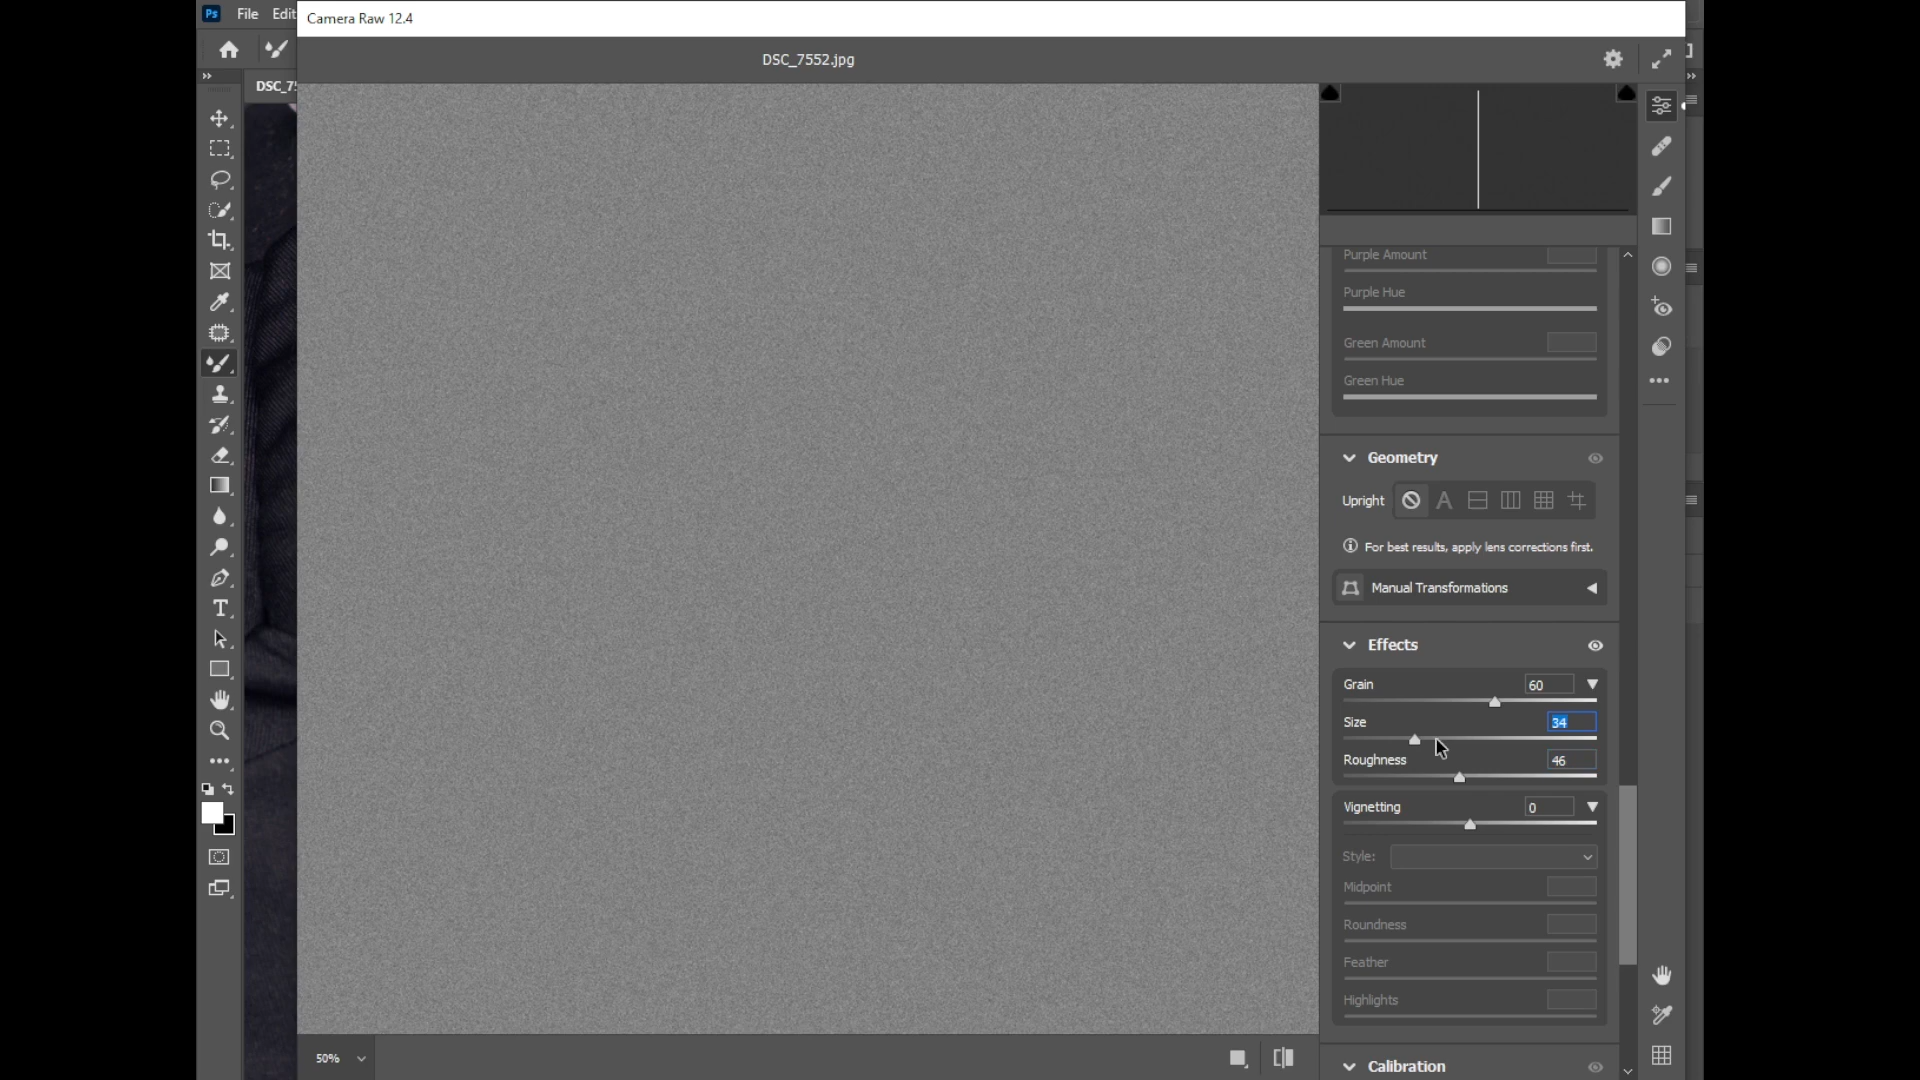 Ps File Edit
Camera Raw 12.4
DSC_7552.jpg
DSC_75
Purple Amount
Purple Hue
Green Amount
Green Hue
Geometry
Upright A
For best results, apply lens corrections first.
Manual Transformations
Effects
Grain 60
Size 34
Roughness 46
Vignetting 0
Style:
Midpoint
Roundness
Feather
Highlights
50%
Calibration